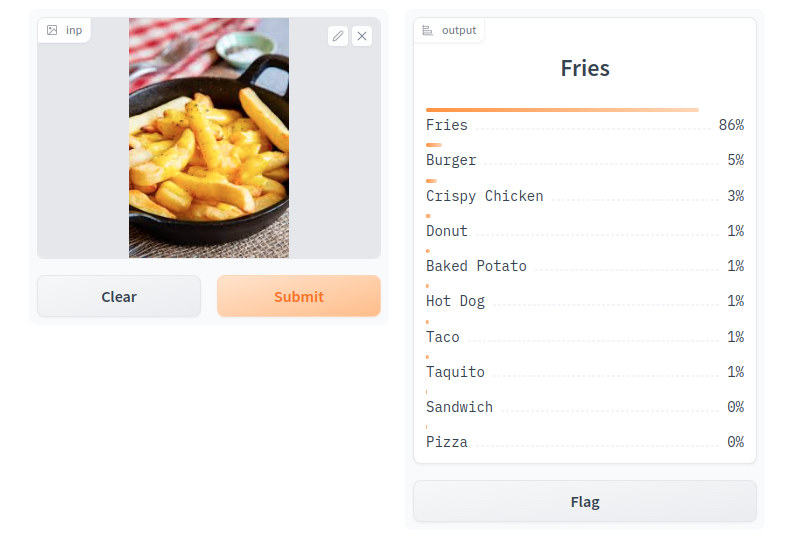 inp
Clear
Submit
output
Fries
Fries 86%
Burger 5%
Crispy Chicken 3%
Donut 1%
Baked Potato 1%
Hot Dog 1%
Taco 1%
Taquito 1%
Sandwich 0%
Pizza 0%
Flag